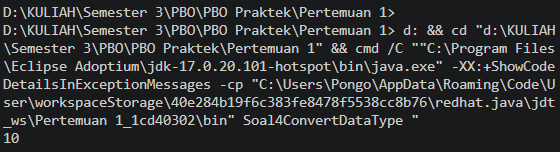 D:\KULIAH\Semester 3\PBO\PBO Praktek\Pertemuan 1>
D:\KULIAH\Semester 3\PBO\PBO Praktek\Pertemuan 1> d: && cd "d:\KULIAH
\Semester 3\PBO\PBO Praktek\Pertemuan 1" && cmd /C ""C:\Program Files
\Eclipse Adoptium\jdk-17.0.20.101-hotspot\bin\java.exe" -XX:+ShowCode
DetailsInExceptionMessages -cp "C:\Users\Pongo\AppData\Roaming\Code\U
ser\workspaceStorage\40e284b19f6c383fe8478f5538cc8b76\redhat.java\jdt
_ws\Pertemuan 1_1cd40302\bin" Soal4ConvertDataType "
10